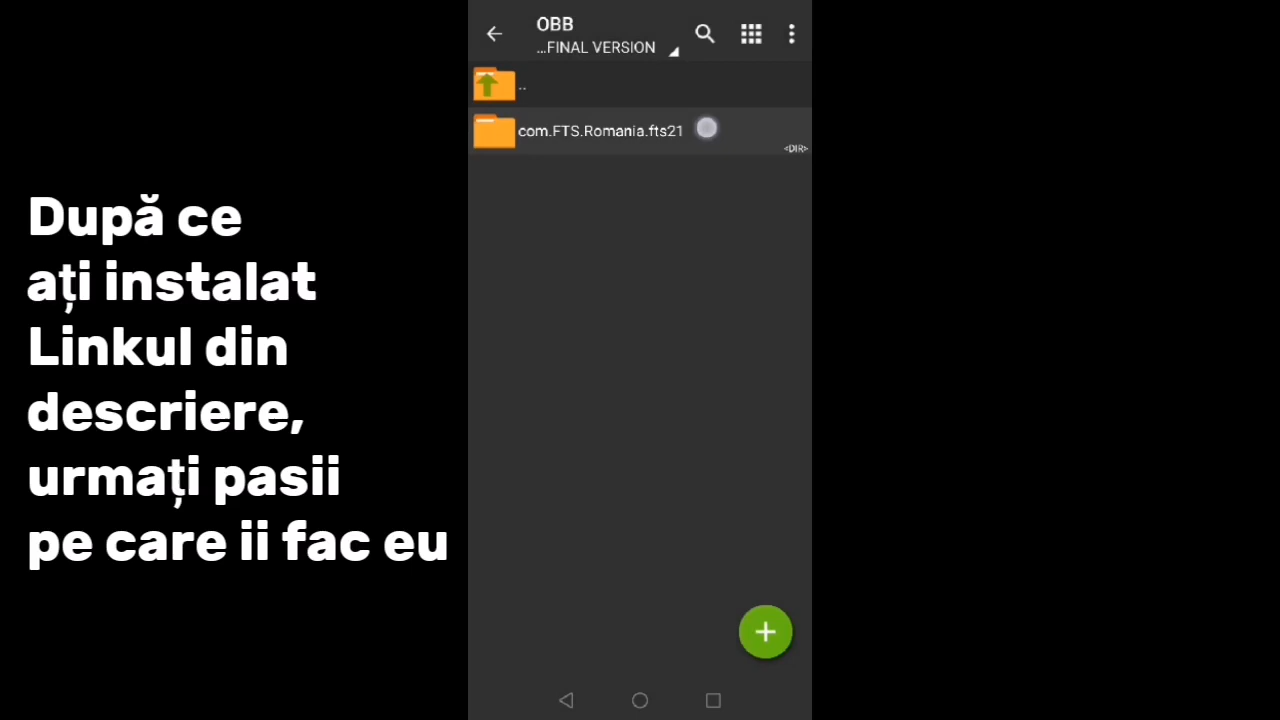 După ce
ați instalat
Linkul din
descriere,
urmați pasii
pe care ii fac eu
OBB
...FINAL VERSION
..
com.FTS.Romania.fts21
<DIR>